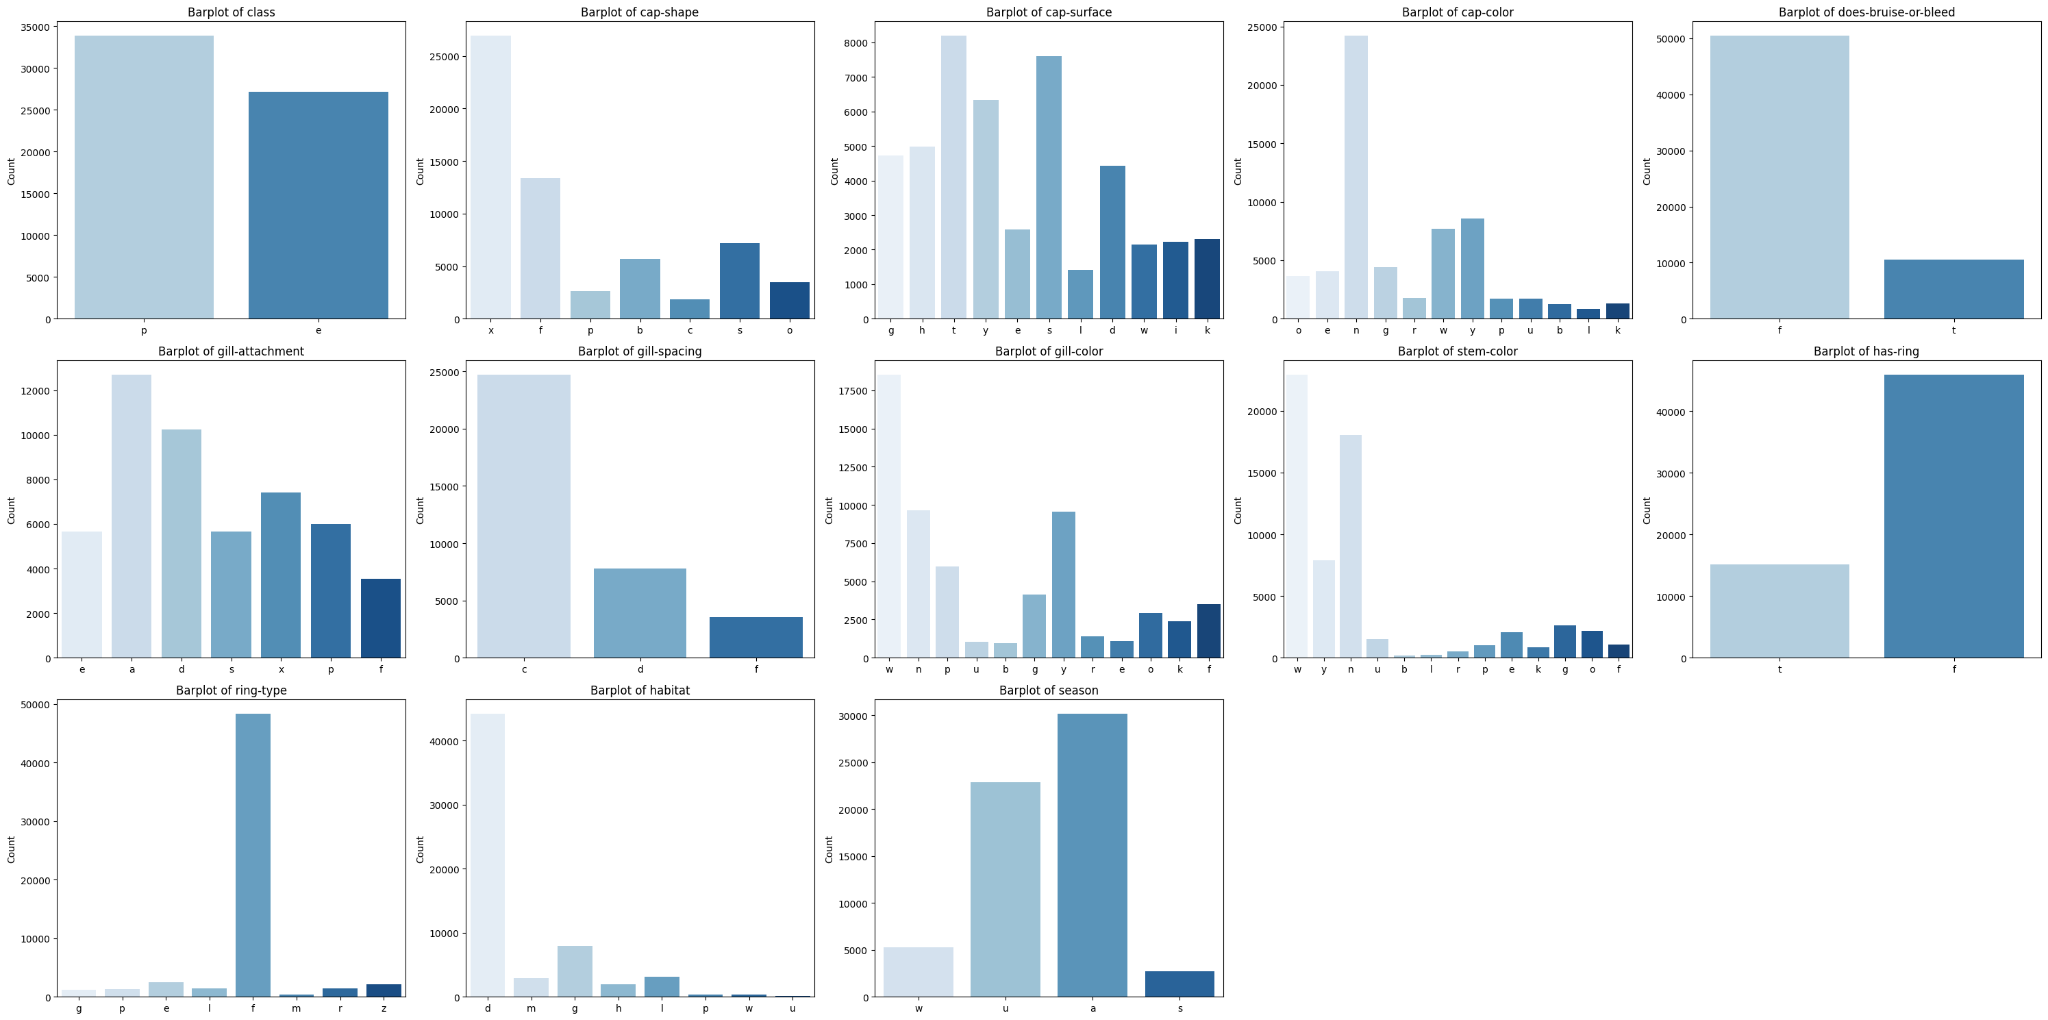 Barplot of class
Count
35000
30000
25000
20000
15000
10000
5000
0
p e
Barplot of cap-shape
Count
25000
20000
15000
10000
5000
0
x f p b c s o
Barplot of cap-surface
Count
8000
7000
6000
5000
4000
3000
2000
1000
0
g h t y e s l d w i k
Barplot of cap-color
Count
25000
20000
15000
10000
5000
0
o e n g r w y p u b l k
Barplot of does-bruise-or-bleed
Count
50000
40000
30000
20000
10000
0
f t
Barplot of gill-attachment
Count
12000
10000
8000
6000
4000
2000
0
e a d s x p f
Barplot of gill-spacing
Count
25000
20000
15000
10000
5000
0
c d f
Barplot of gill-color
Count
17500
15000
12500
10000
7500
5000
2500
0
w n p u b g y r e o k f
Barplot of stem-color
Count
20000
15000
10000
5000
0
w y n u b l r p e k g o f
Barplot of has-ring
Count
40000
30000
20000
10000
0
t f
Barplot of ring-type
Count
50000
40000
30000
20000
10000
0
g p e l f m r z
Barplot of habitat
Count
40000
30000
20000
10000
0
d m g h l p w u
Barplot of season
Count
30000
25000
20000
15000
10000
5000
0
w u a s